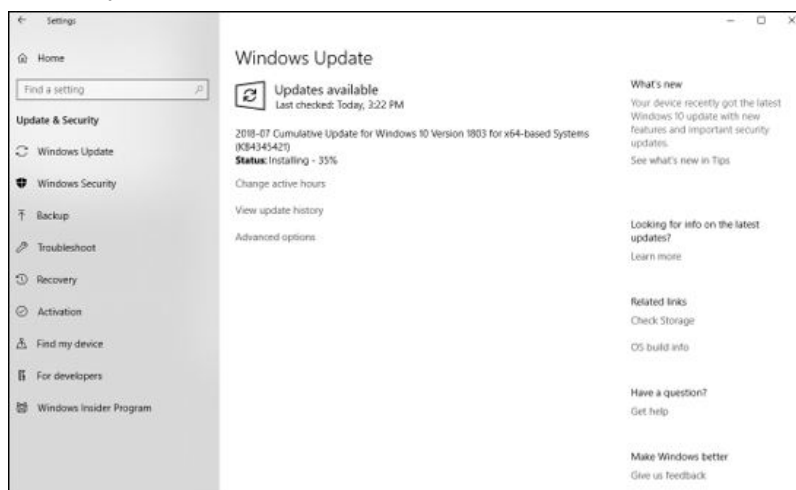 Settings
Home
Find a setting
Update & Security
Windows Update
Windows Security
Backup
Troubleshoot
Recovery
Activation
Find my device
For developers
Windows Insider Program
Windows Update
Updates available
Last checked: Today, 3:22 PM
2018-07 Cumulative Update for Windows 10 Version 1803 for x64-based Systems
(KB4345421)
Status: Installing - 35%
Change active hours
View update history
Advanced options
What's new
Your device recently got the latest
Windows 10 update with new
features and important security
updates.
See what's new in Tips
Looking for info on the latest
updates?
Learn more
Related links
Check Storage
OS build info
Have a question?
Get help
Make Windows better
Give us feedback